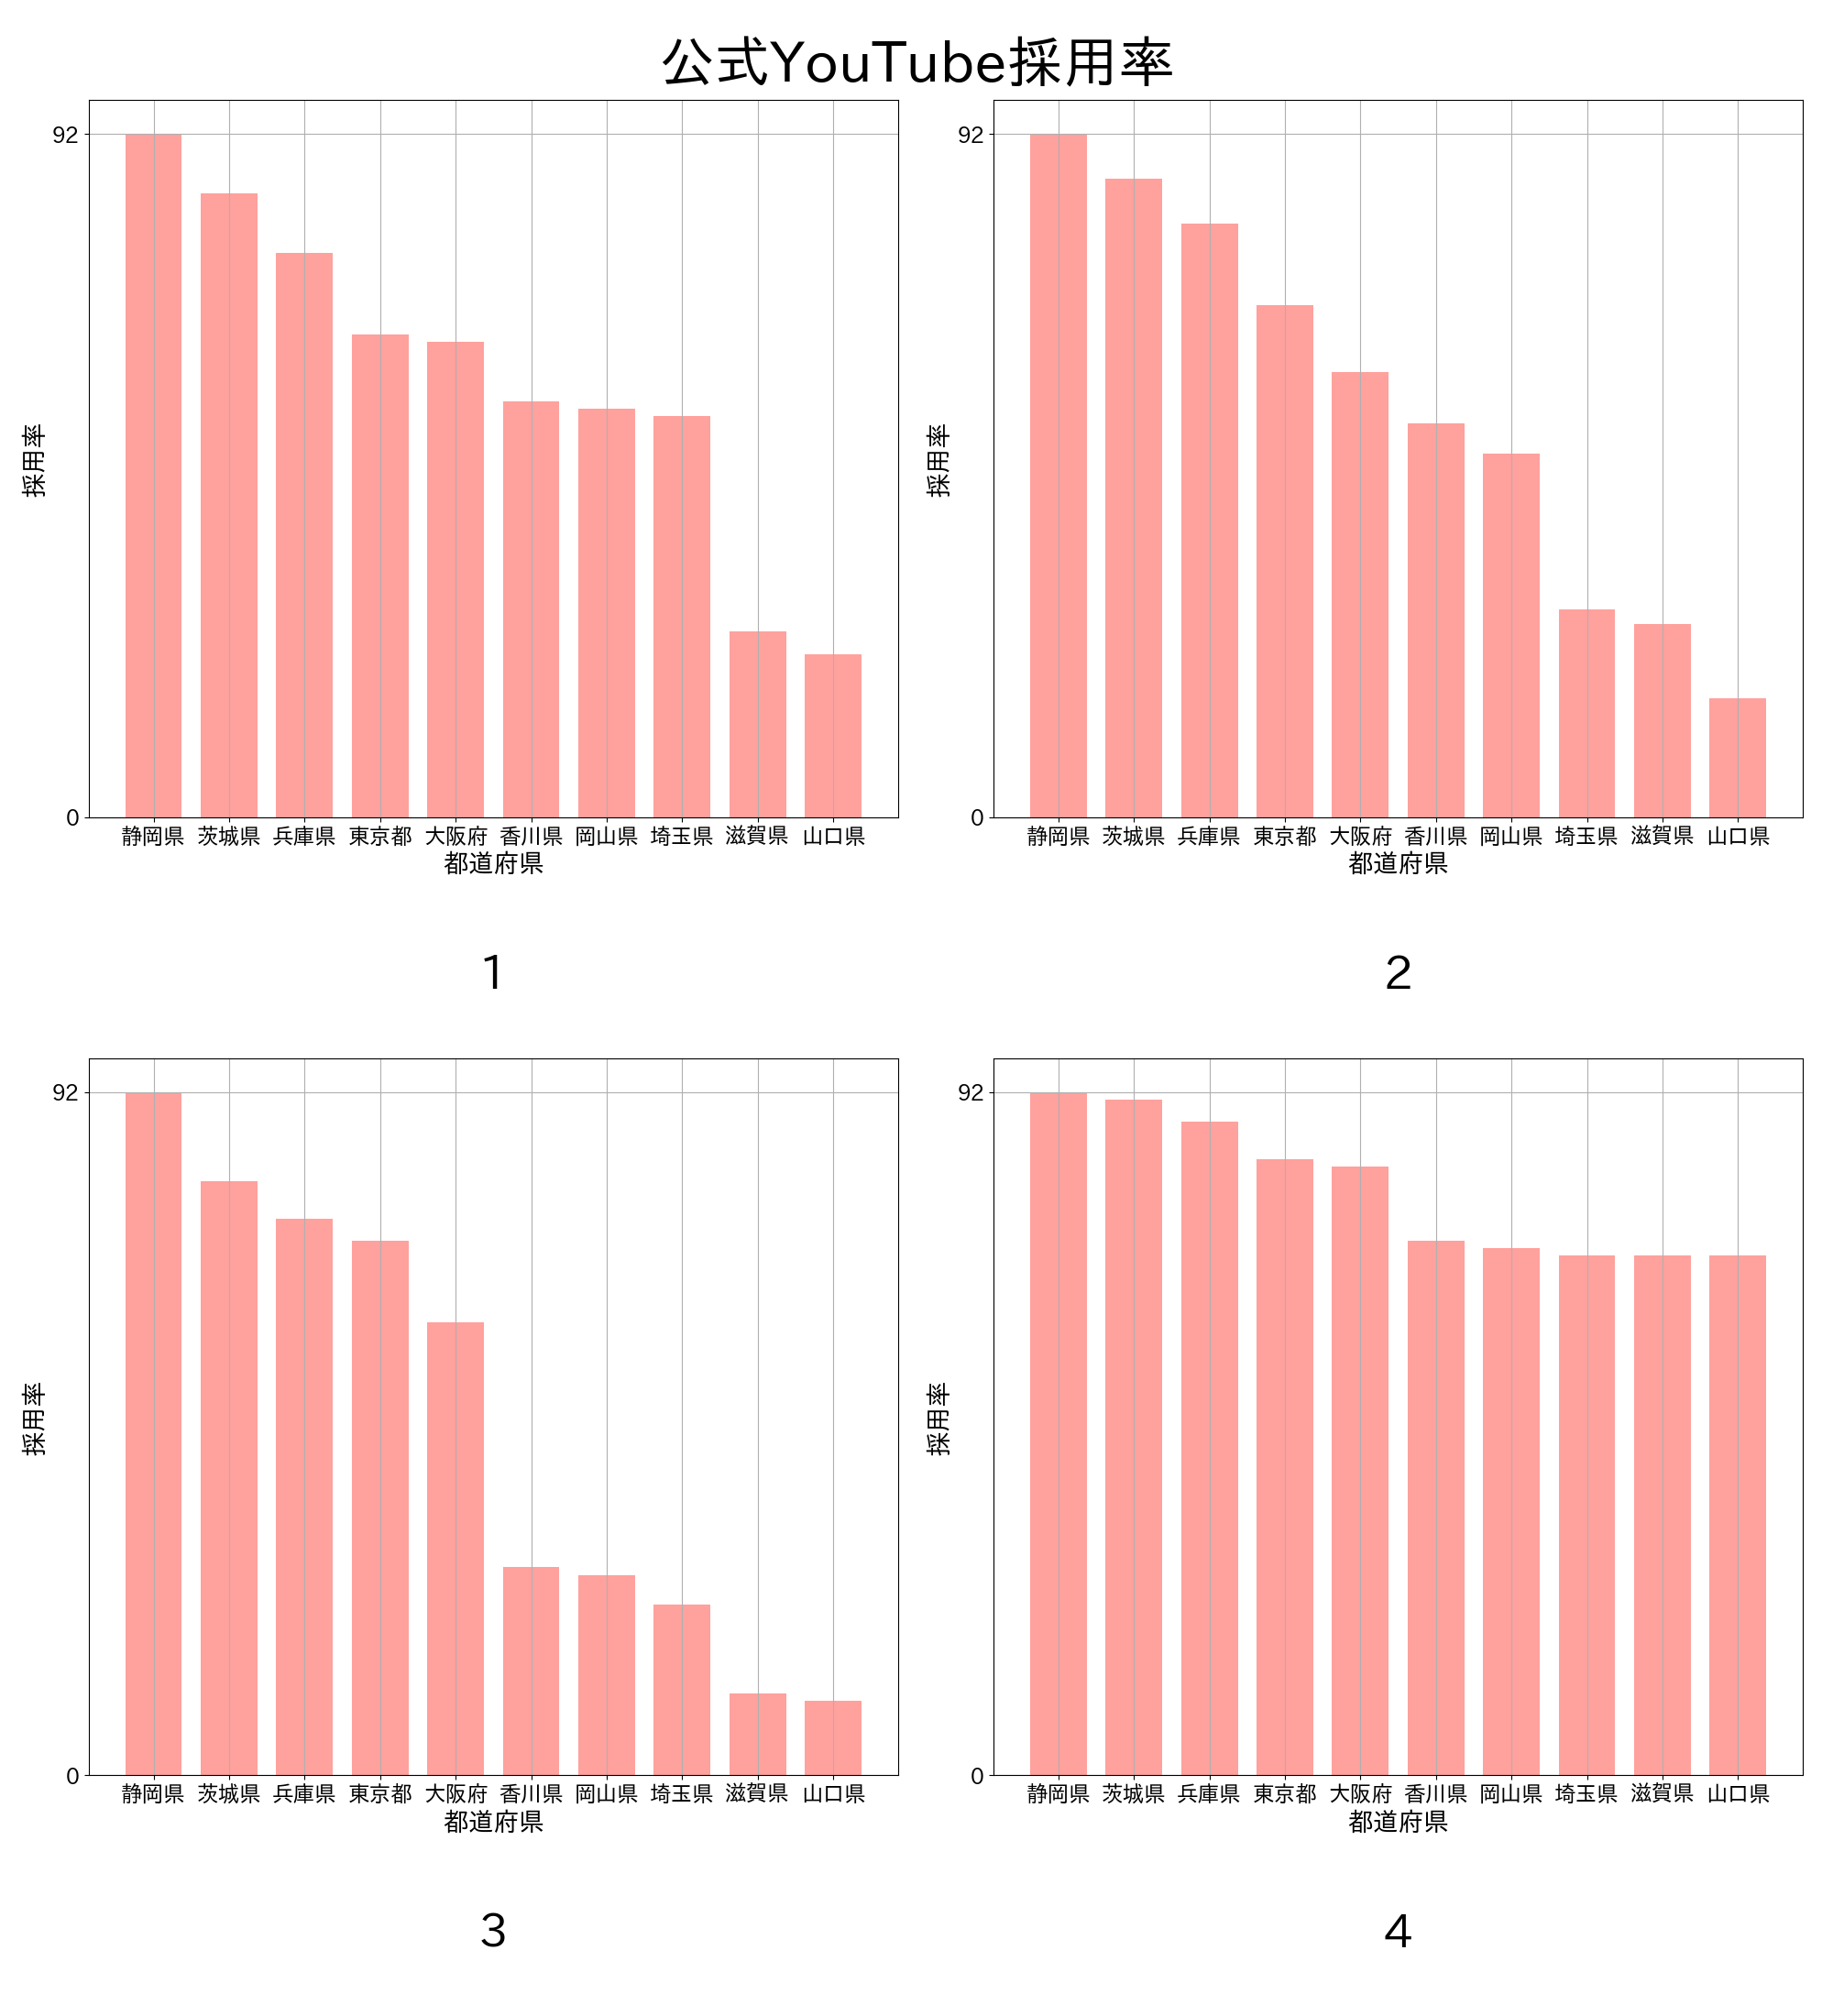 公式YouTube採用率
92
採用率
0
静岡県 茨城県 兵庫県 東京都 大阪府 香川県 岡山県 埼玉県 滋賀県 山口県
都道府県
1
92
採用率
0
静岡県 茨城県 兵庫県 東京都 大阪府 香川県 岡山県 埼玉県 滋賀県 山口県
都道府県
2
92
採用率
0
静岡県 茨城県 兵庫県 東京都 大阪府 香川県 岡山県 埼玉県 滋賀県 山口県
都道府県
3
92
採用率
0
静岡県 茨城県 兵庫県 東京都 大阪府 香川県 岡山県 埼玉県 滋賀県 山口県
都道府県
4